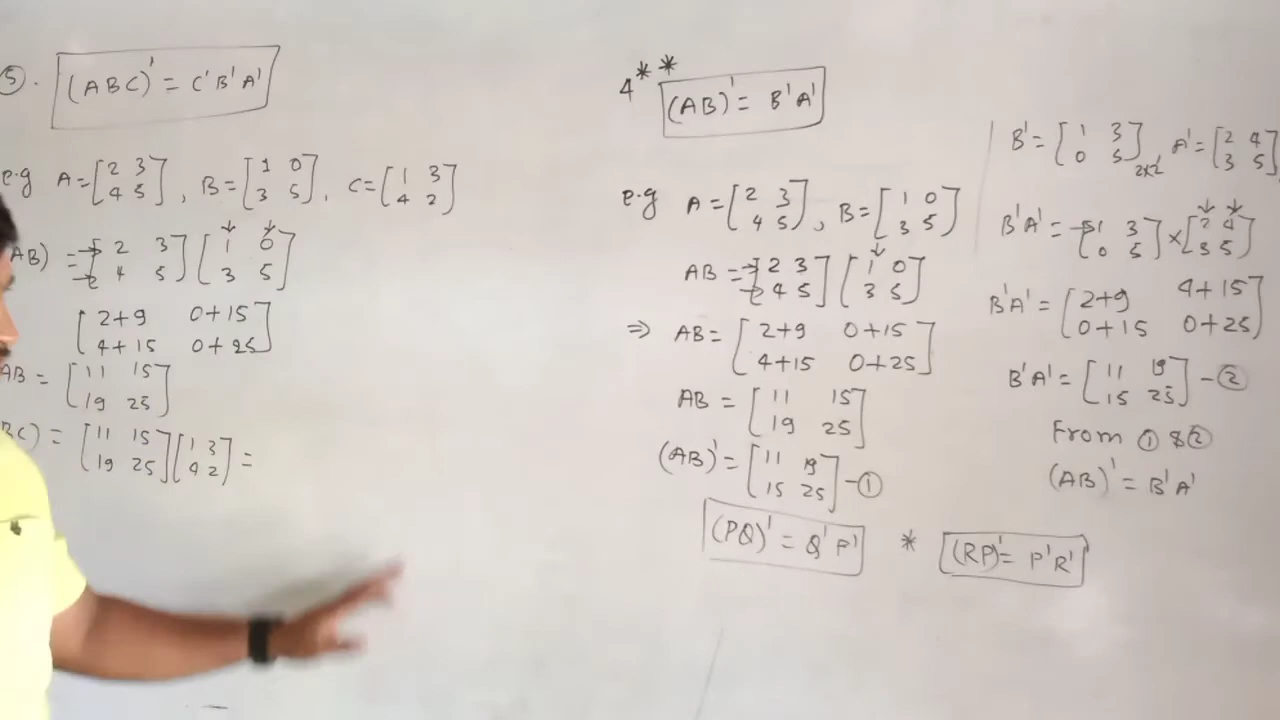 ⑤. (ABC)' = C'B'A'
e.g A = [2 3 4 5], B = [1 0 3 5], C = [1 3 4 2]
AB) = [2 3 4 5] [1 0 3 5]
[2+9 0+15 4+15 0+25]
AB = [11 15 19 25]
BC) = [11 15 19 25] [1 3 4 2] =
4**
(AB)' = B'A'
e.g A = [2 3 4 5], B = [1 0 3 5]
AB = [2 3 4 5] [1 0 3 5]
⇒ AB = [2+9 0+15 4+15 0+25]
AB = [11 15 19 25]
(AB)' = [11 19 15 25] - ①
(PQ)' = Q'P' * (RP)' = P'R'
B' = [1 3 0 5]2x2 A' = [2 4 3 5]
B'A' = [1 3 0 5] × [2 4 3 5]
B'A' = [2+9 4+15 0+15 0+25]
B'A' = [11 19 15 25] - ②
From ① & ②
(AB)' = B'A'